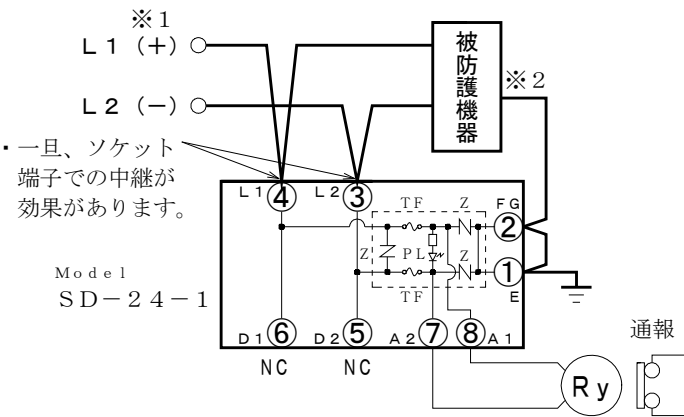 ※１
Ｌ１（＋）
Ｌ２（－）
被防護機器
※２
・一旦、ソケット
端子での中継が
効果があります。
Ｌ１ ④ Ｌ２ ③
ＴＦ Ｚ ＦＧ ②
Ｚ ＰＬ Ｚ ①
ＴＦ Ｅ
Ｍｏｄｅｌ
ＳＤ－２４－１
Ｄ１ ⑥ Ｄ２ ⑤ Ａ２ ⑦ ⑧ Ａ１
ＮＣ ＮＣ
通報
Ｒｙ